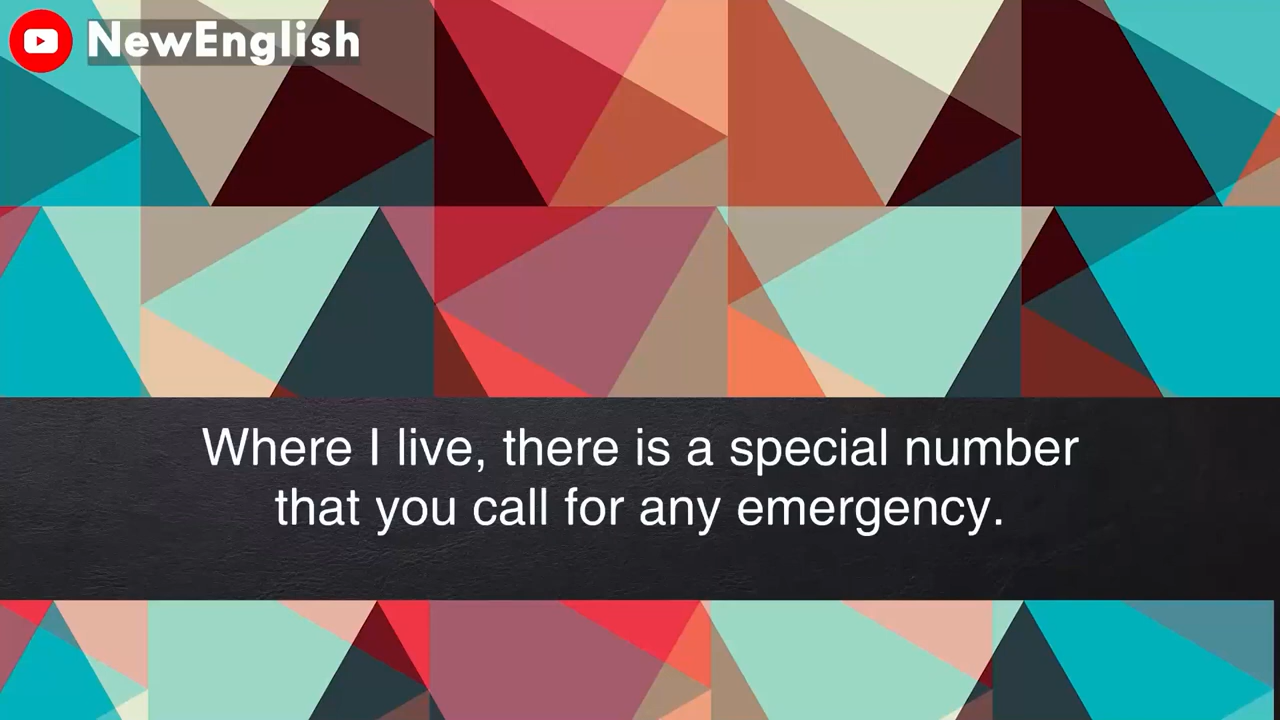 NewEnglish
Where I live, there is a special number
that you call for any emergency.